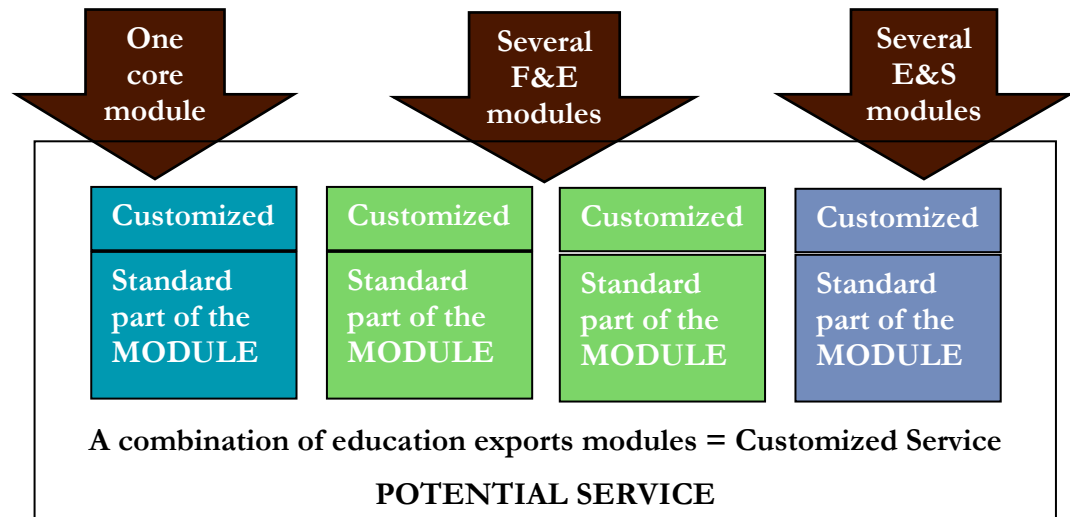 One
core
module
Several
F&E
modules
Several
E&S
modules
Customized
Standard
part of the
MODULE
Customized
Standard
part of the
MODULE
Customized
Standard
part of the
MODULE
Customized
Standard
part of the
MODULE
A combination of education exports modules = Customized Service
POTENTIAL SERVICE